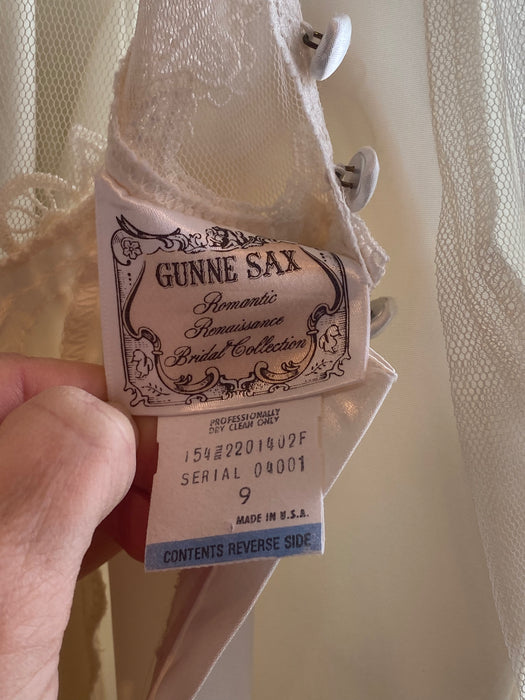 GUNNE SAX
Romantic
Renaissance
Bridal Collection
PROFESSIONALLY
DRY CLEAN ONLY
154 2201402F
SERIAL 04001
9
MADE IN U.S.A.
CONTENTS REVERSE SIDE